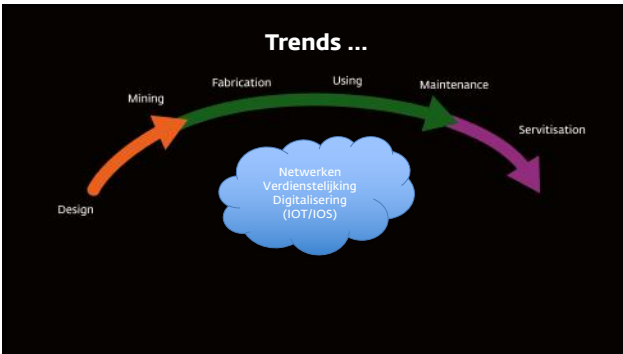 Trends ...
Fabrication
Using
Maintenance
Mining
Servitisation
Design
Netwerken
Verdienstelijking
Digitalisering
(IOT/IOS)